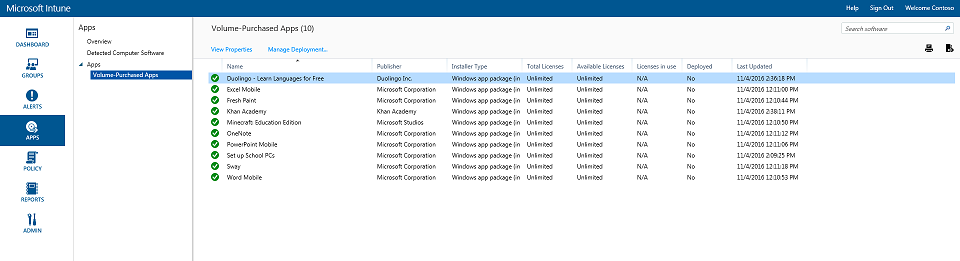 Microsoft Intune
Help Sign Out Welcome Contoso
DASHBOARD
GROUPS
ALERTS
APPS
POLICY
REPORTS
ADMIN
Apps
Overview
Detected Computer Software
Apps
Volume-Purchased Apps
Volume-Purchased Apps (10)
Search software
View Properties Manage Deployment...
Name Publisher Installer Type Total Licenses Available Licenses Licenses in use Deployed Last Updated
Duolingo - Learn Languages for Free Duolingo Inc. Windows app package (in Unlimited Unlimited N/A No 11/4/2016 2:36:18 PM
Excel Mobile Microsoft Corporation Windows app package (in Unlimited Unlimited N/A No 11/4/2016 12:11:00 PM
Fresh Paint Microsoft Corporation Windows app package (in Unlimited Unlimited N/A No 11/4/2016 12:10:44 PM
Khan Academy Khan Academy Windows app package (in Unlimited Unlimited N/A No 11/4/2016 2:38:11 PM
Minecraft Education Edition Microsoft Studios Windows app package (in Unlimited Unlimited N/A No 11/4/2016 12:10:50 PM
OneNote Microsoft Corporation Windows app package (in Unlimited Unlimited N/A No 11/4/2016 12:11:12 PM
PowerPoint Mobile Microsoft Corporation Windows app package (in Unlimited Unlimited N/A No 11/4/2016 12:11:06 PM
Set up School PCs Microsoft Corporation Windows app package (in Unlimited Unlimited N/A No 11/4/2016 2:09:25 PM
Sway Microsoft Corporation Windows app package (in Unlimited Unlimited N/A No 11/4/2016 12:11:18 PM
Word Mobile Microsoft Corporation Windows app package (in Unlimited Unlimited N/A No 11/4/2016 12:10:53 PM